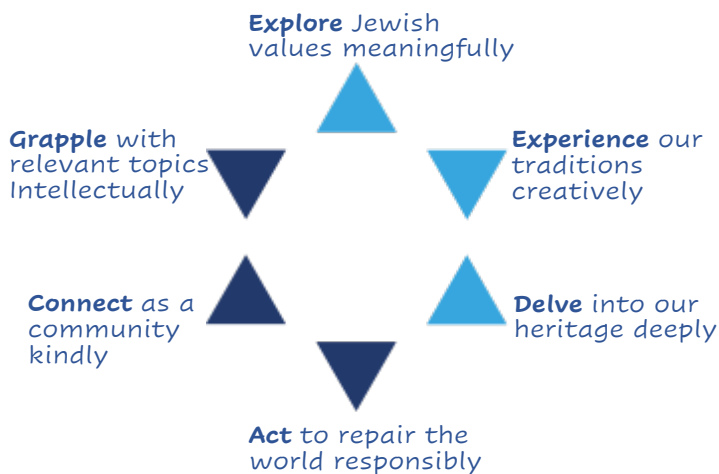 Explore Jewish
values meaningfully
Grapple with
relevant topics
Intellectually
Experience our
traditions
creatively
Connect as a
community
kindly
Delve into our
heritage deeply
Act to repair the
world responsibly